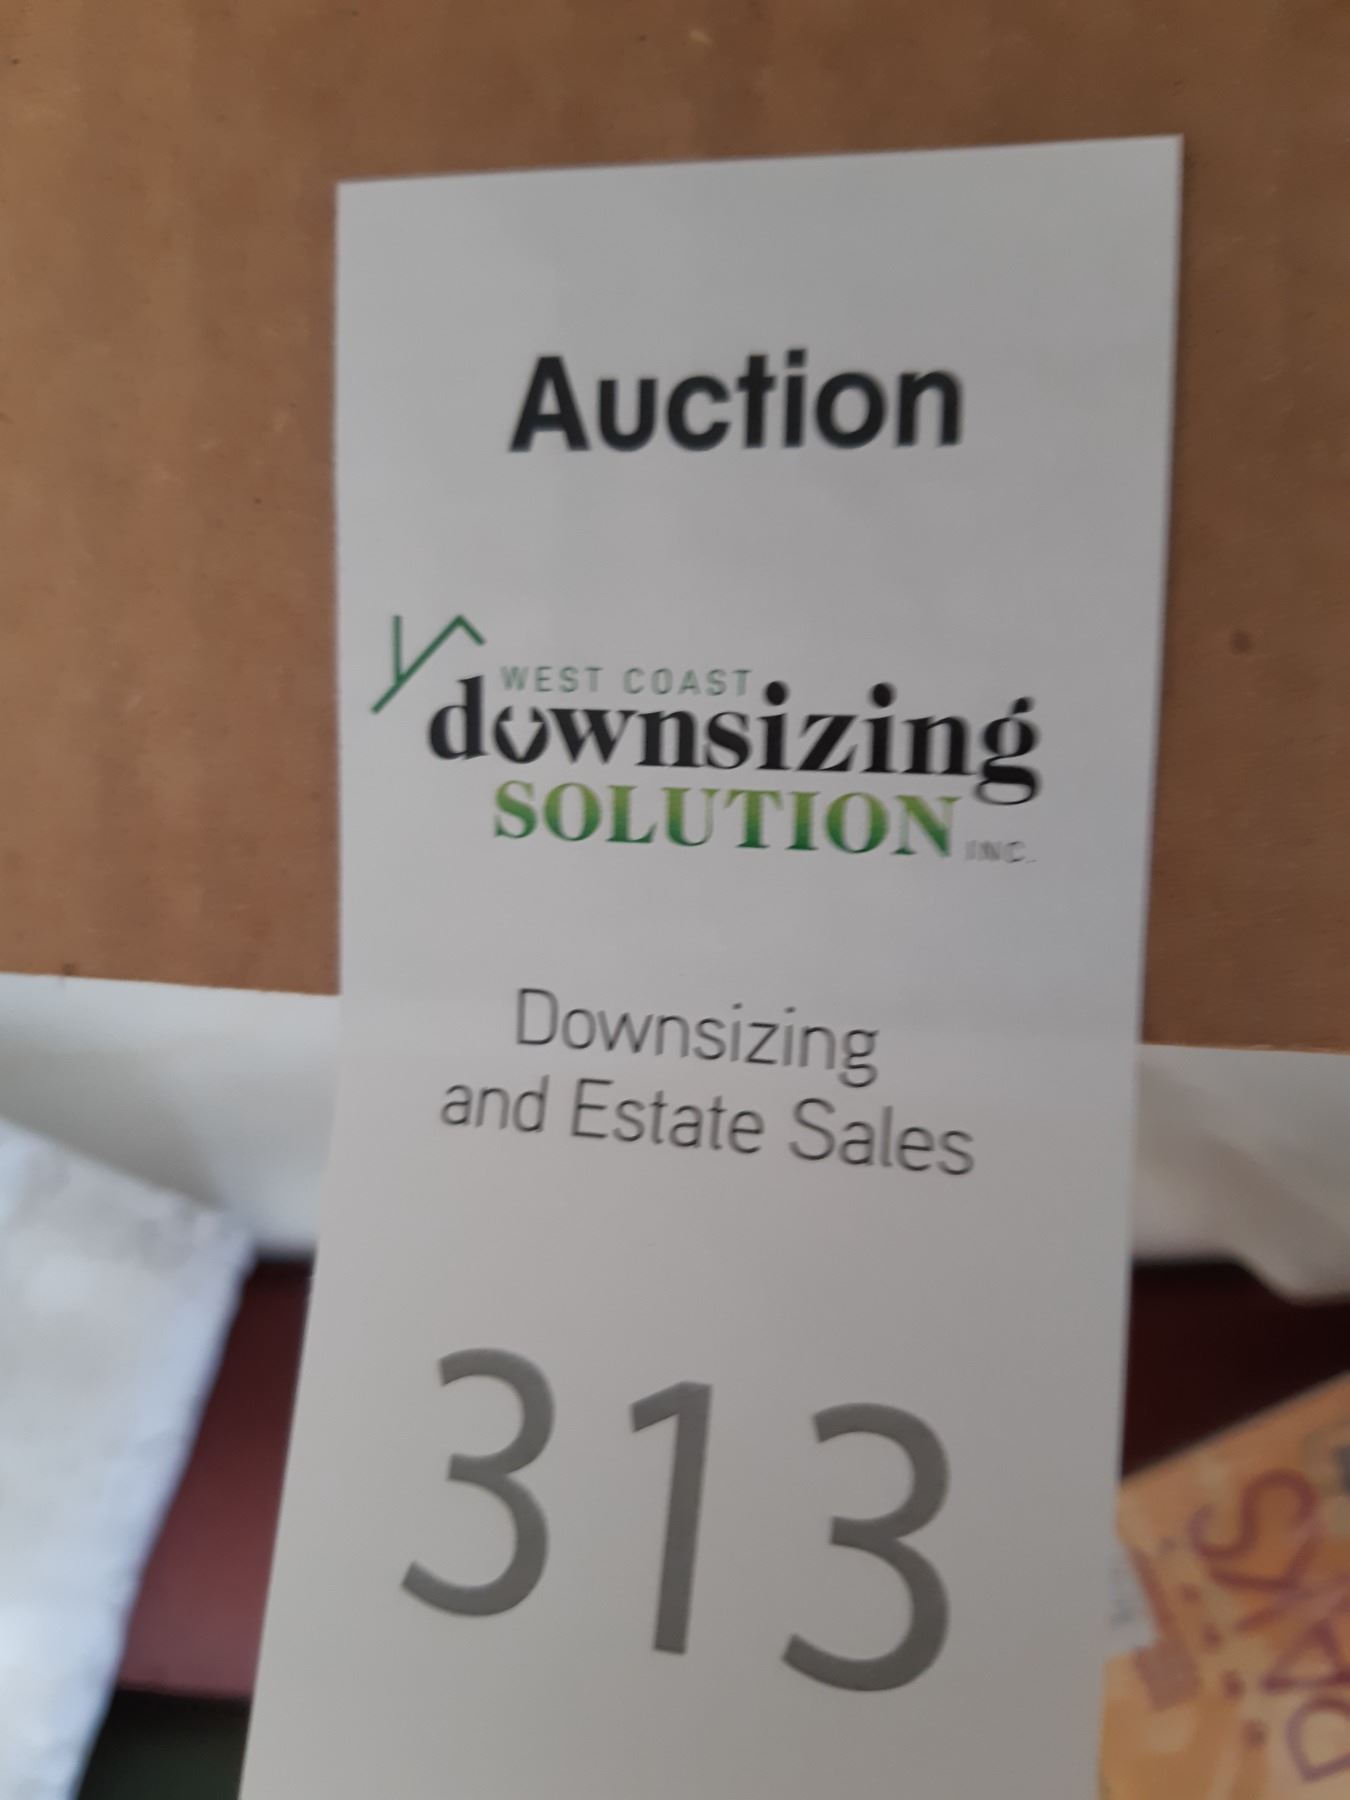 Auction
WEST COAST
downsizing
SOLUTION INC.
Downsizing
and Estate Sales
313